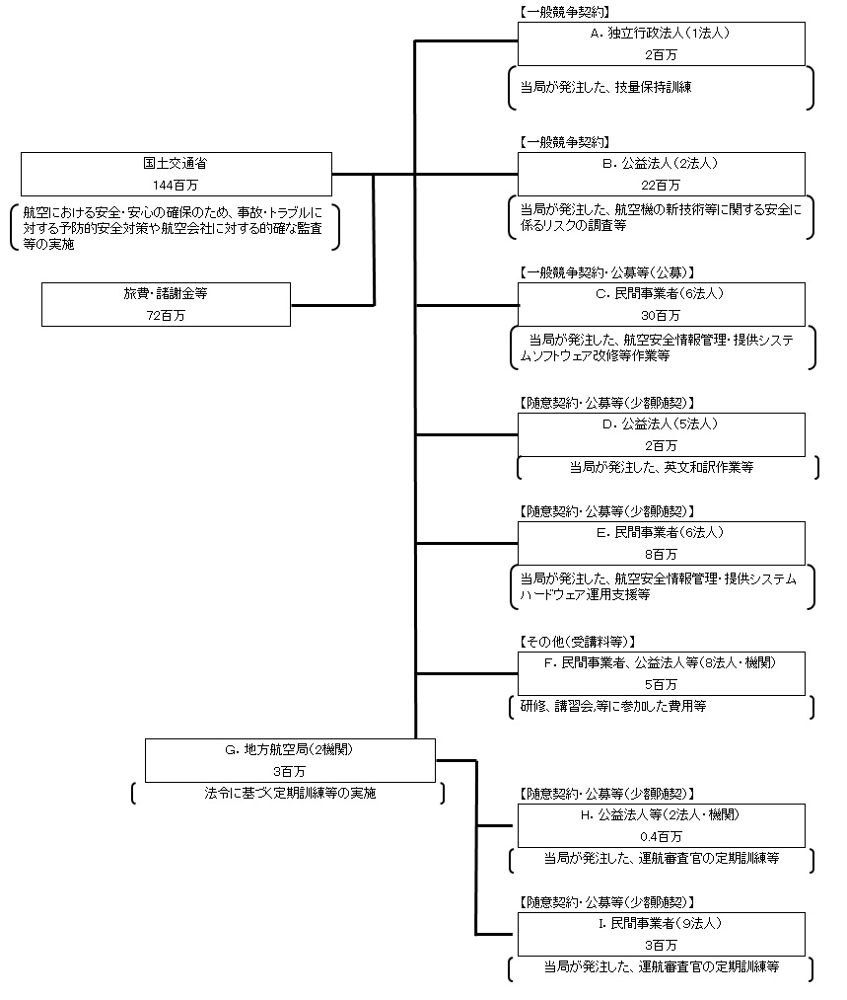 【一般競争契約】
A．独立行政法人（1法人）
2百万
当局が発注した、技量保持訓練
国土交通省
144百万
航空における安全・安心の確保のため、事故・トラブルに
対する予防的安全対策や航空会社に対する的確な監査
等の実施
旅費・諸謝金等
72百万
【一般競争契約】
B．公益法人（2法人）
22百万
当局が発注した、航空機の新技術等に関する安全に
係るリスクの調査等
【一般競争契約・公募等（公募）】
C．民間事業者（6法人）
30百万
当局が発注した、航空安全情報管理・提供システ
ムソフトウェア改修等作業等
【随意契約・公募等（少額随契）】
D．公益法人（5法人）
2百万
当局が発注した、英文和訳作業等
【随意契約・公募等（少額随契）】
E．民間事業者（6法人）
8百万
当局が発注した、航空安全情報管理・提供システム
ハードウェア運用支援等
【その他（受講料等）】
F．民間事業者、公益法人等（8法人・機関）
5百万
研修、講習会,等に参加した費用等
G．地方航空局（2機関）
3百万
法令に基づく定期訓練等の実施
【随意契約・公募等（少額随契）】
H．公益法人等（2法人・機関）
0.4百万
当局が発注した、運航審査官の定期訓練等
【随意契約・公募等（少額随契）】
I．民間事業者（9法人）
3百万
当局が発注した、運航審査官の定期訓練等